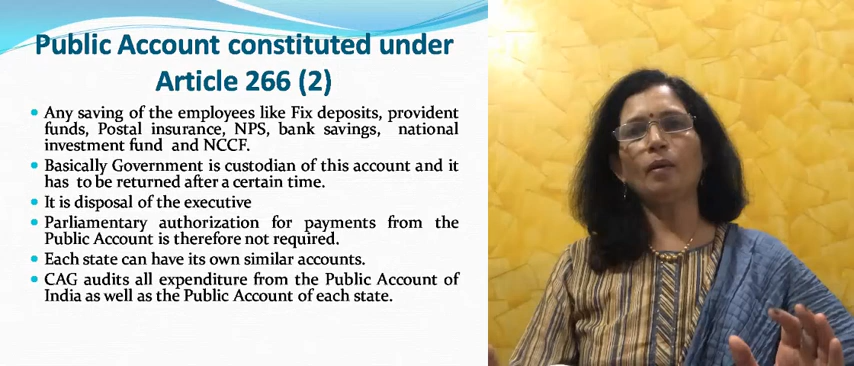 Public Account constituted under
Article 266 (2)
Any saving of the employees like Fix deposits, provident
funds, Postal insurance, NPS, bank savings, national
investment fund and NCCF.
Basically Government is custodian of this account and it
has to be returned after a certain time.
It is disposal of the executive
Parliamentary authorization for payments from the
Public Account is therefore not required.
Each state can have its own similar accounts.
CAG audits all expenditure from the Public Account of
India as well as the Public Account of each state.